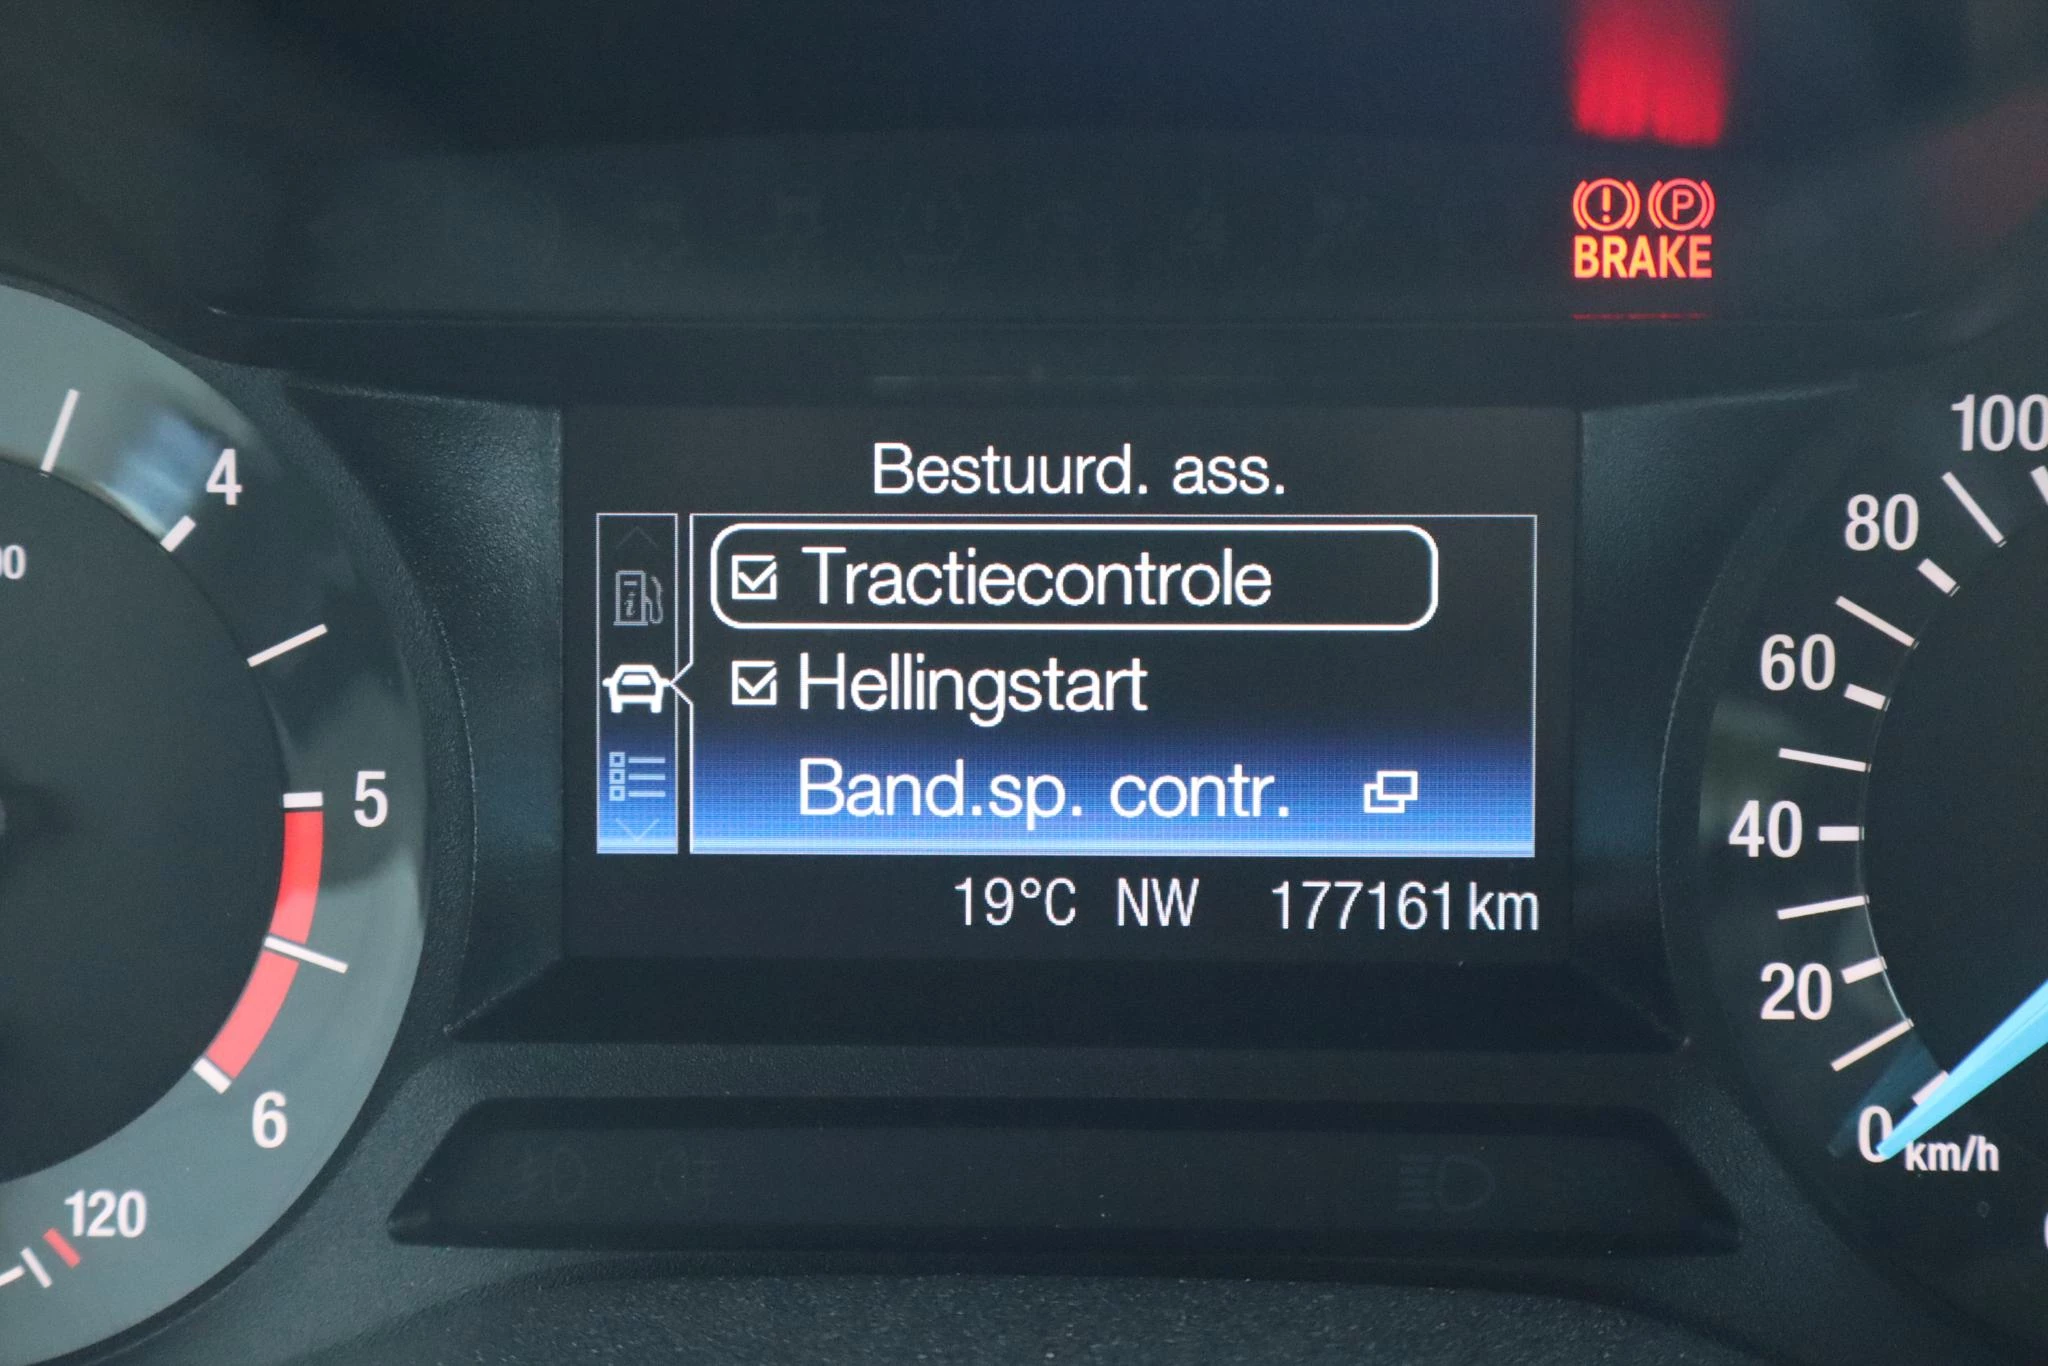 BRAKE
Bestuurd. ass.
Tractiecontrole
Hellingstart
Band.sp. contr.
19°C NW 177161 km
4
5
6
120
100
80
60
40
20
0
km/h